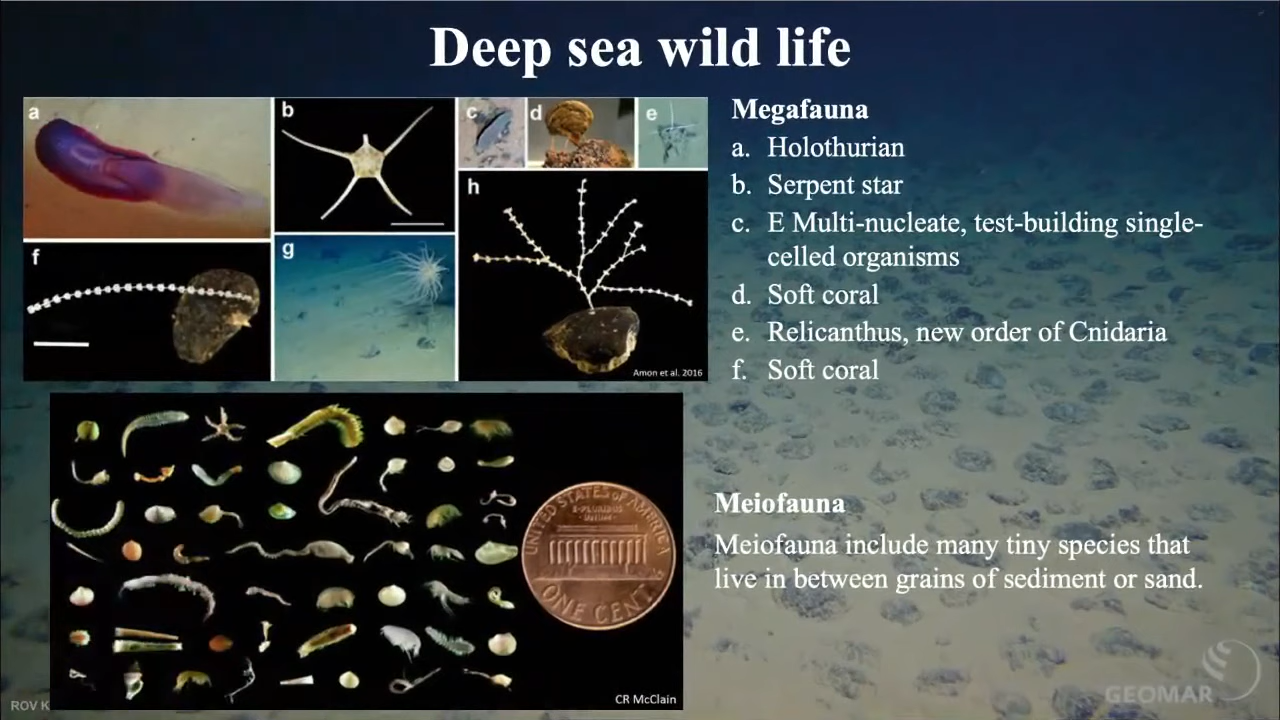 Deep sea wild life
a
b
c
d
e
f
g
h
Amon et al. 2016
Megafauna
a. Holothurian
b. Serpent star
c. E Multi-nucleate, test-building single-
celled organisms
d. Soft coral
e. Relicanthus, new order of Cnidaria
f. Soft coral
UNITED STATES OF AMERICA
E·PLURIBUS
UNUM
ONE CENT
CR McClain
Meiofauna
Meiofauna include many tiny species that
live in between grains of sediment or sand.
ROV K
GEOMAR